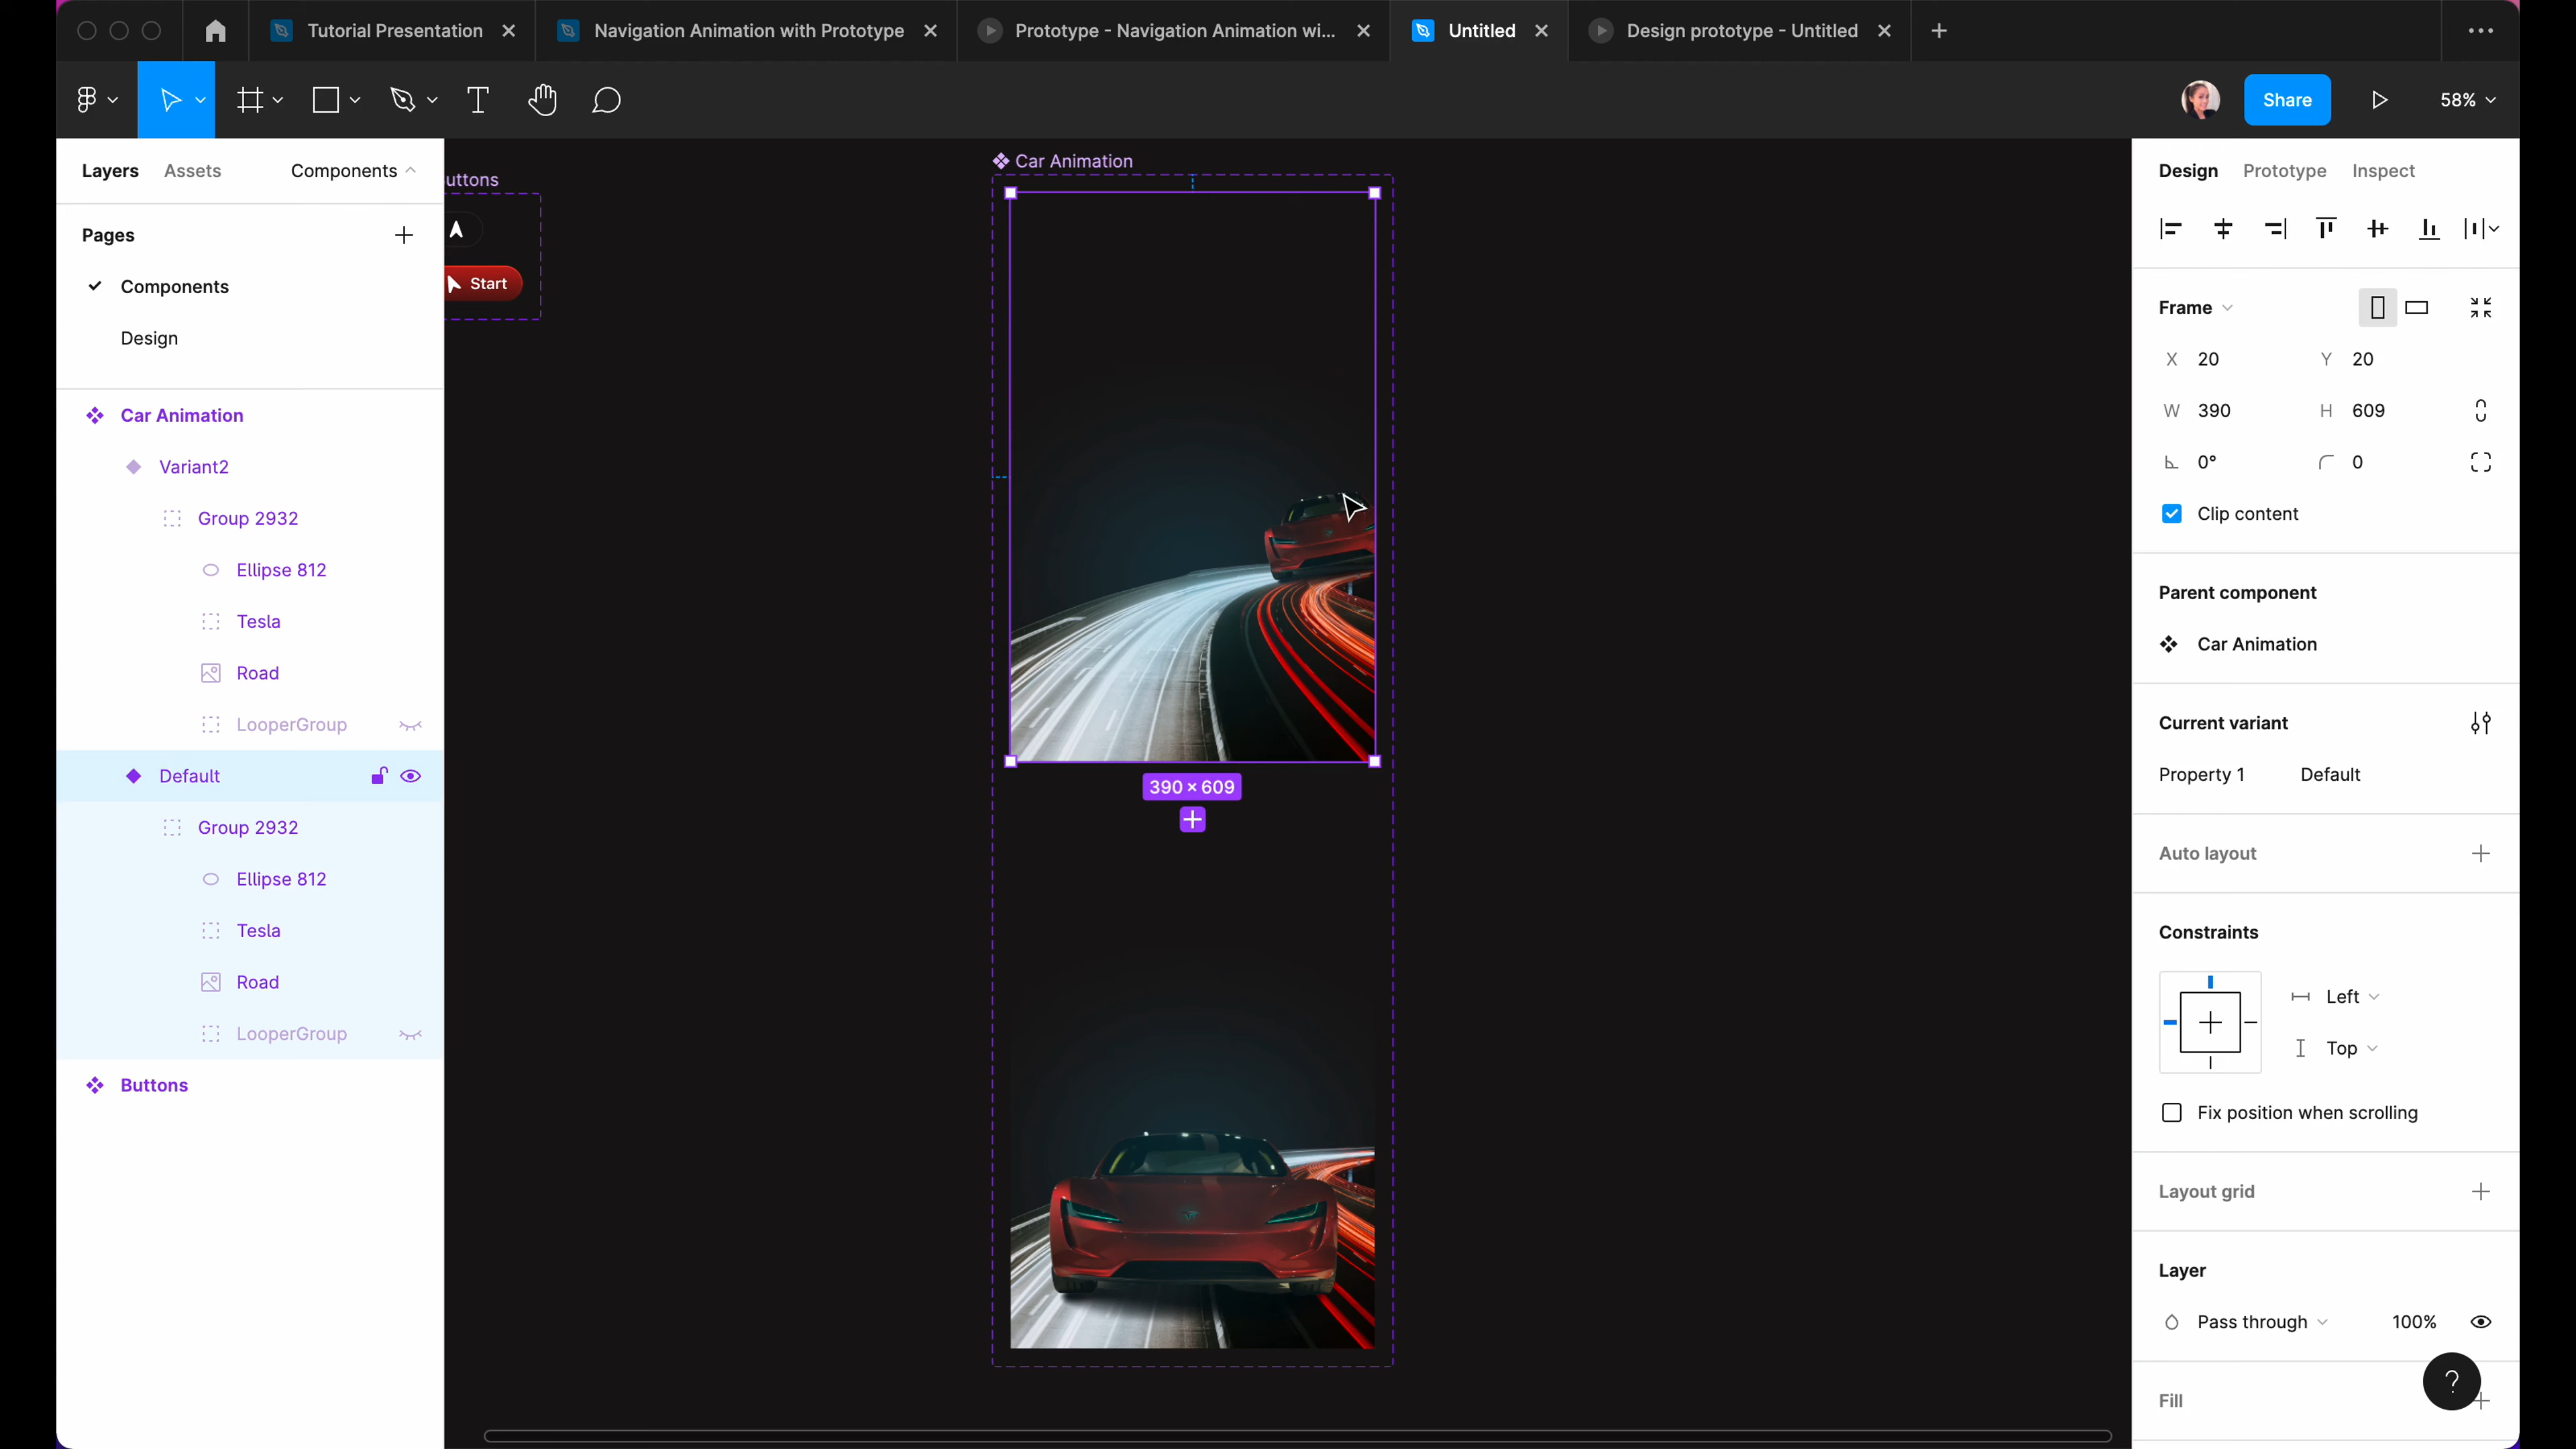 Tutorial Presentation
Navigation Animation with Prototype
Prototype - Navigation Animation wi...
Untitled
Design prototype - Untitled
Share
58%
Layers
Assets
Components
Pages
Components
Design
Car Animation
Variant2
Group 2932
Ellipse 812
Tesla
Road
LooperGroup
Default
Group 2932
Ellipse 812
Tesla
Road
LooperGroup
Buttons
uttons
Start
Car Animation
390 × 609
Design
Prototype
Inspect
Frame
X 20
Y 20
W 390
H 609
0°
0
Clip content
Parent component
Car Animation
Current variant
Property 1
Default
Auto layout
Constraints
Left
Top
Fix position when scrolling
Layout grid
Layer
Pass through
100%
Fill
?